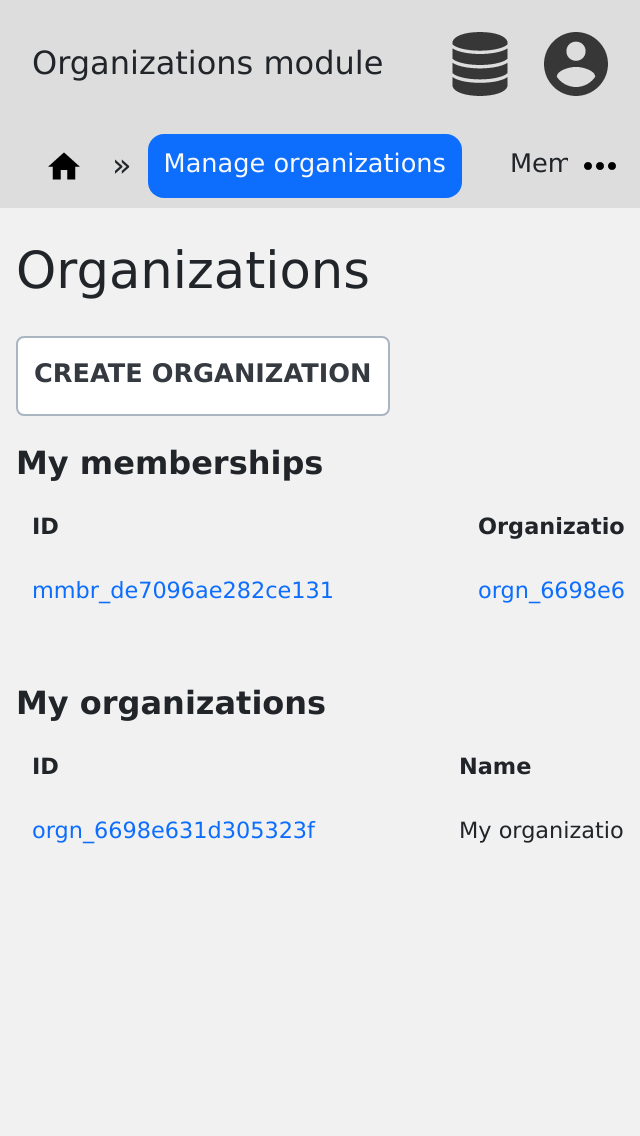 Organizations module
» Manage organizations Mem
Organizations
CREATE ORGANIZATION
My memberships
ID Organizatio
mmbr_de7096ae282ce131 orgn_6698e6
My organizations
ID Name
orgn_6698e631d305323f My organizatio